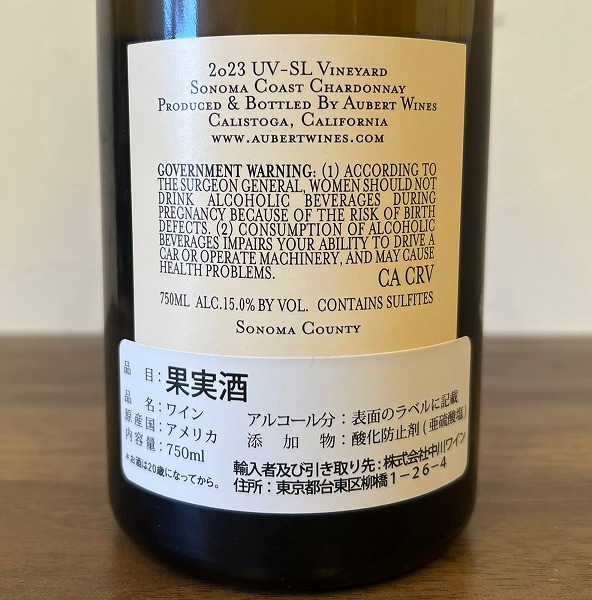 2023 UV-SL Vineyard
Sonoma Coast Chardonnay
Produced & Bottled By Aubert Wines
Calistoga, California
www.aubertwines.com
GOVERNMENT WARNING: (1) ACCORDING TO
THE SURGEON GENERAL, WOMEN SHOULD NOT
DRINK ALCOHOLIC BEVERAGES DURING
PREGNANCY BECAUSE OF THE RISK OF BIRTH
DEFECTS. (2) CONSUMPTION OF ALCOHOLIC
BEVERAGES IMPAIRS YOUR ABILITY TO DRIVE A
CAR OR OPERATE MACHINERY, AND MAY CAUSE
HEALTH PROBLEMS.
CA CRV
750ML ALC.15.0% BY VOL. CONTAINS SULFITES
Sonoma County
品目:果実酒
品名:ワイン
原産国:アメリカ
内容量:750ml
アルコール分:表面のラベルに記載
添加物:酸化防止剤(亜硫酸塩)
*お酒は20歳になってから。
輸入者及び引き取り先:株式会社中川ワイン
住所:東京都台東区柳橋1-26-4